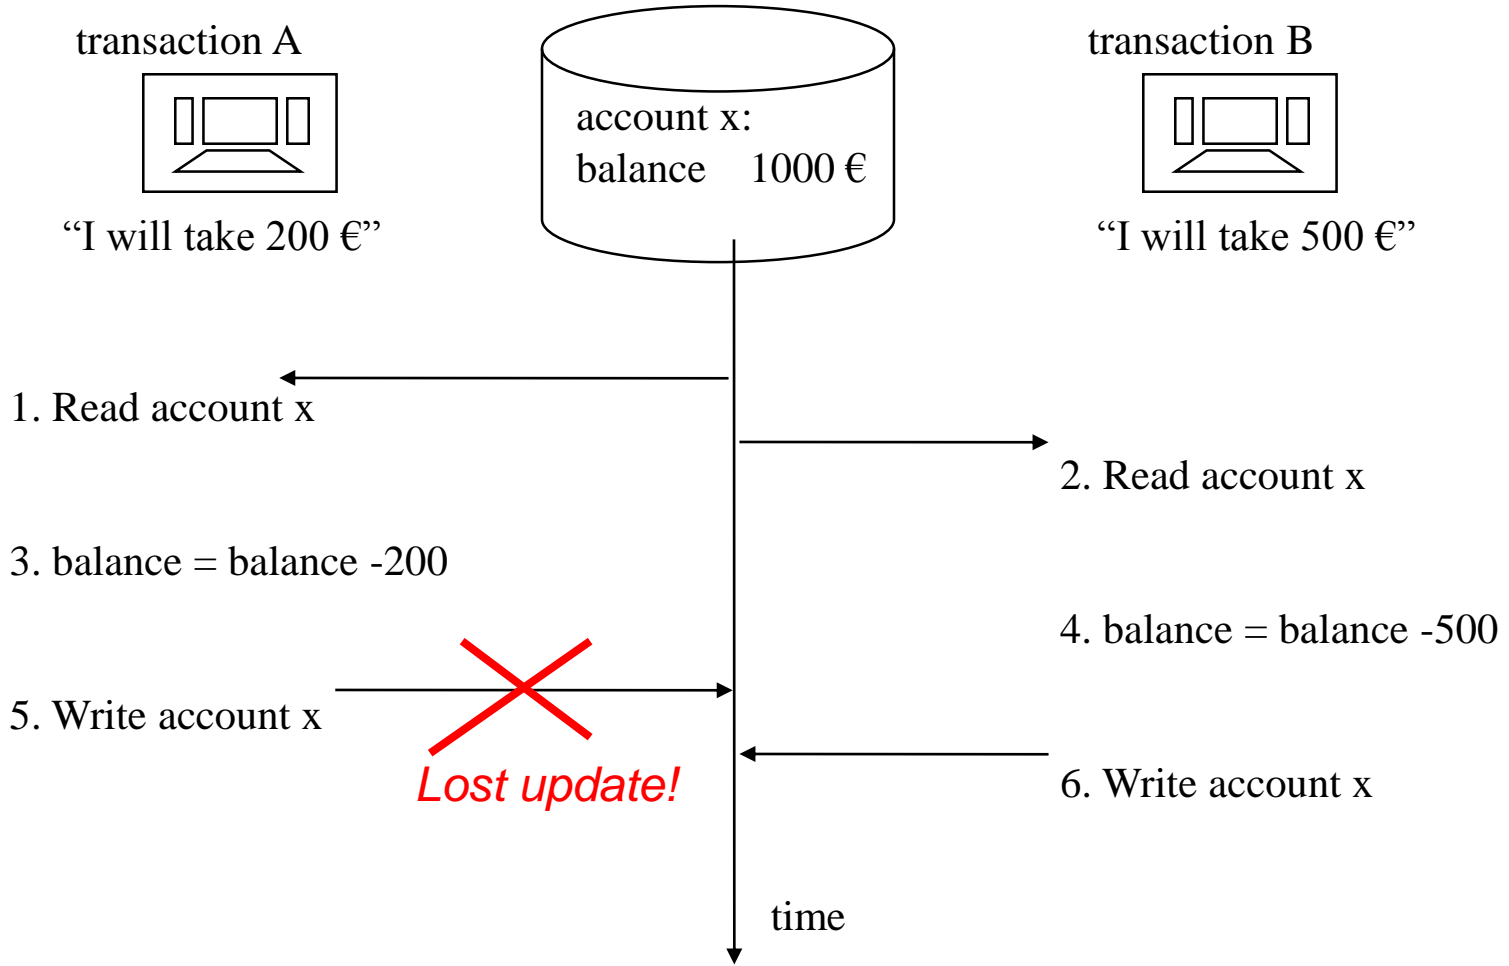 transaction A
transaction B
account x:
balance 1000 €
“I will take 200 €”
“I will take 500 €”
1. Read account x
2. Read account x
3. balance = balance -200
4. balance = balance -500
5. Write account x
Lost update!
6. Write account x
time